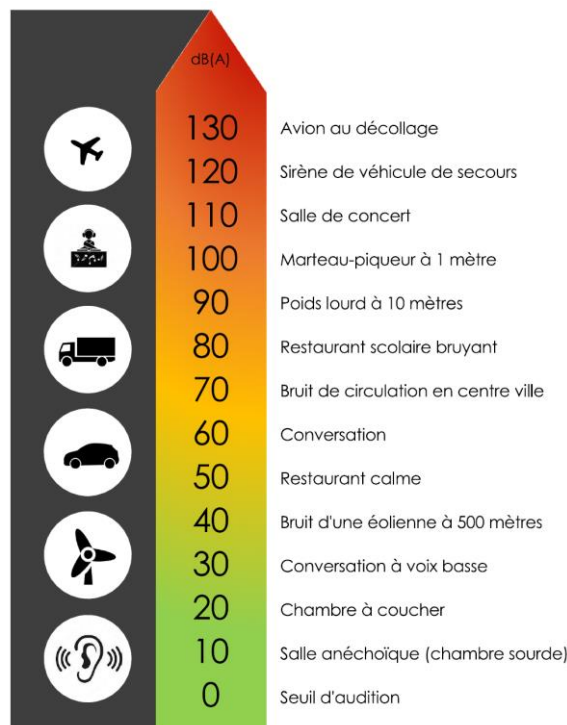 dB(A)
130 Avion au décollage
120 Sirène de véhicule de secours
110 Salle de concert
100 Marteau-piqueur à 1 mètre
90 Poids lourd à 10 mètres
80 Restaurant scolaire bruyant
70 Bruit de circulation en centre ville
60 Conversation
50 Restaurant calme
40 Bruit d'une éolienne à 500 mètres
30 Conversation à voix basse
20 Chambre à coucher
10 Salle anéchoïque (chambre sourde)
0 Seuil d'audition